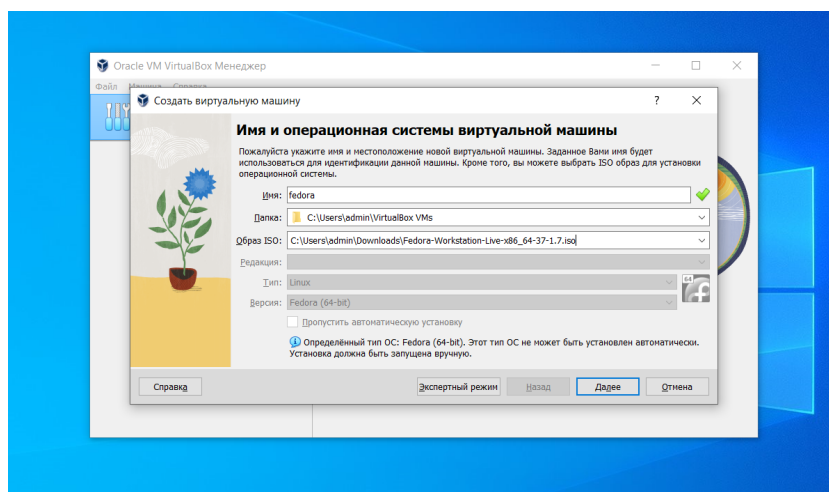 Oracle VM VirtualBox Менеджер
Файл Машина Справка
Создать виртуальную машину
?
Имя и операционная системы виртуальной машины
Пожалуйста укажите имя и местоположение новой виртуальной машины. Заданное Вами имя будет
использоваться для идентификации данной машины. Кроме того, вы можете выбрать ISO образ для установки
операционной системы.
Имя: fedora
Папка: C:\Users\admin\VirtualBox VMs
Образ ISO: C:\Users\admin\Downloads\Fedora-Workstation-Live-x86_64-37-1.7.iso
Редакция:
Тип: Linux
64
Версия: Fedora (64-bit)
Пропустить автоматическую установку
Определённый тип ОС: Fedora (64-bit). Этот тип ОС не может быть установлен автоматически.
Установка должна быть запущена вручную.
Справка Экспертный режим Назад Далее Отмена